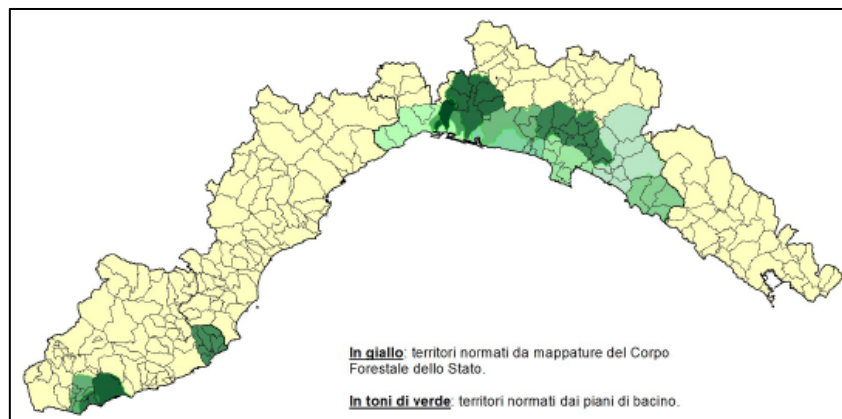 In giallo: territori normati da mappature del Corpo
Forestale dello Stato.
In toni di verde: territori normati dai piani di bacino.